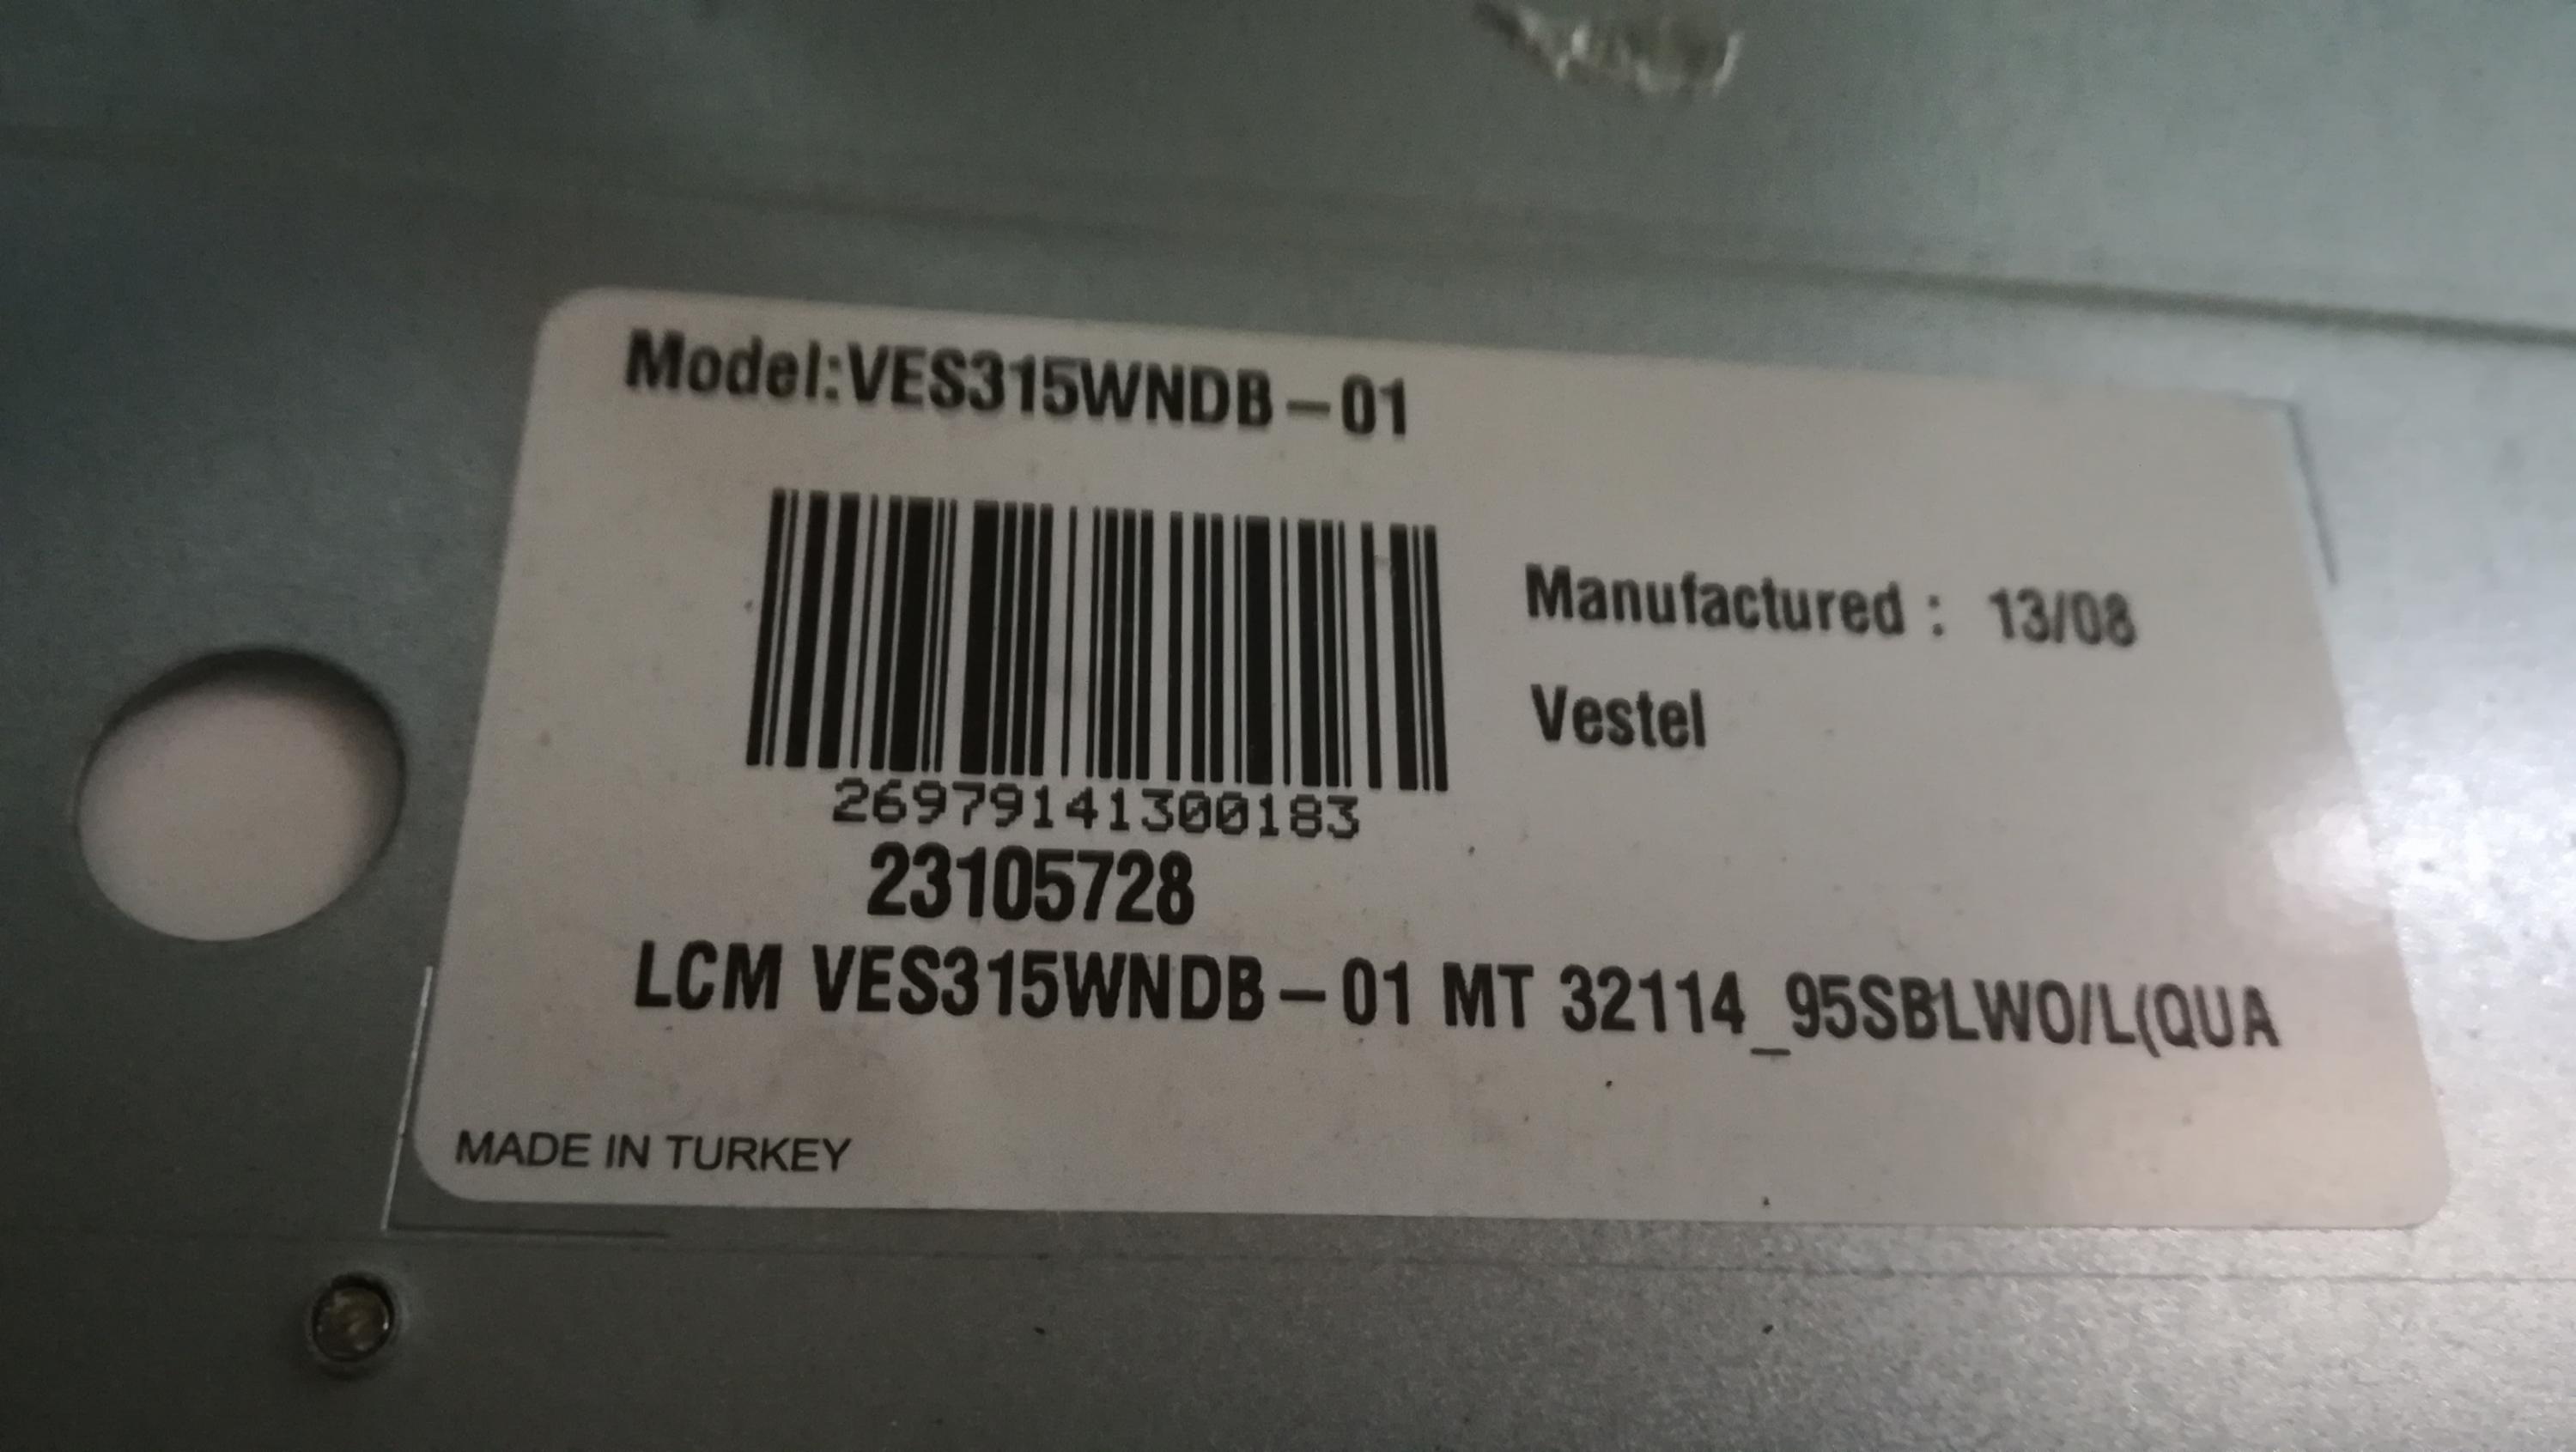 Model:VES315WNDB-01
Manufactured : 13/08
Vestel
26979141300183
23105728
LCM VES315WNDB-01 MT 32114_95SBLWO/L(QUA
MADE IN TURKEY